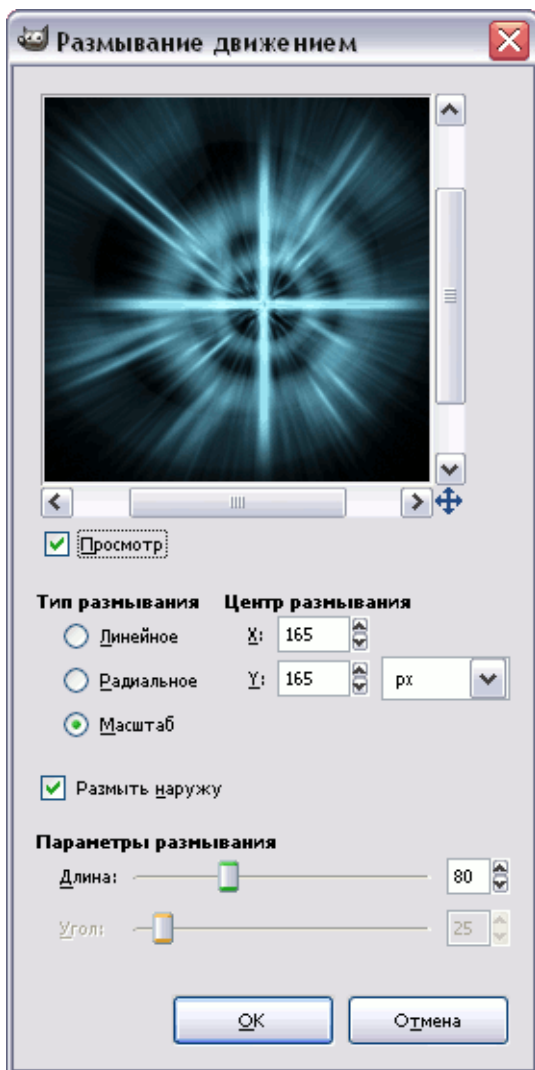 Размывание движением
Просмотр
Тип размывания Центр размывания
Линейное X: 165
Радиальное Y: 165 px
Масштаб
Размыть наружу
Параметры размывания
Длина: 80
Угол: 25
OK Отмена